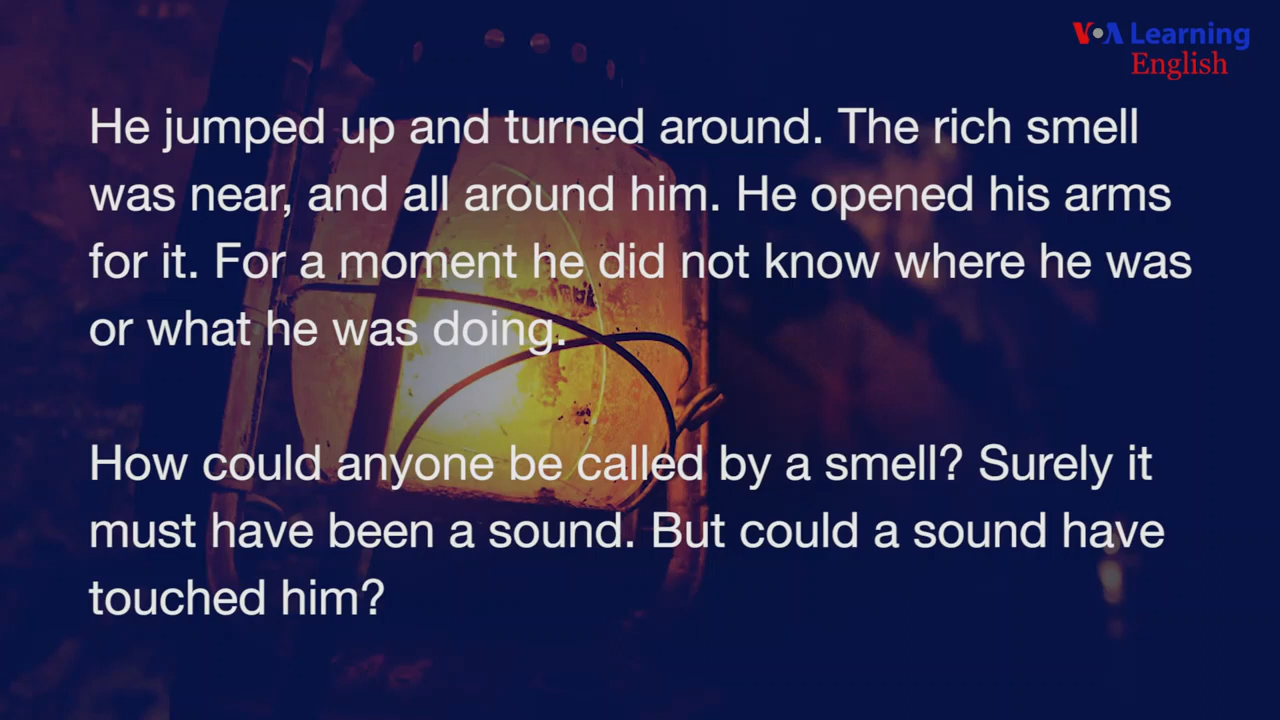 VOA Learning
English
He jumped up and turned around. The rich smell
was near, and all around him. He opened his arms
for it. For a moment he did not know where he was
or what he was doing.
How could anyone be called by a smell? Surely it
must have been a sound. But could a sound have
touched him?